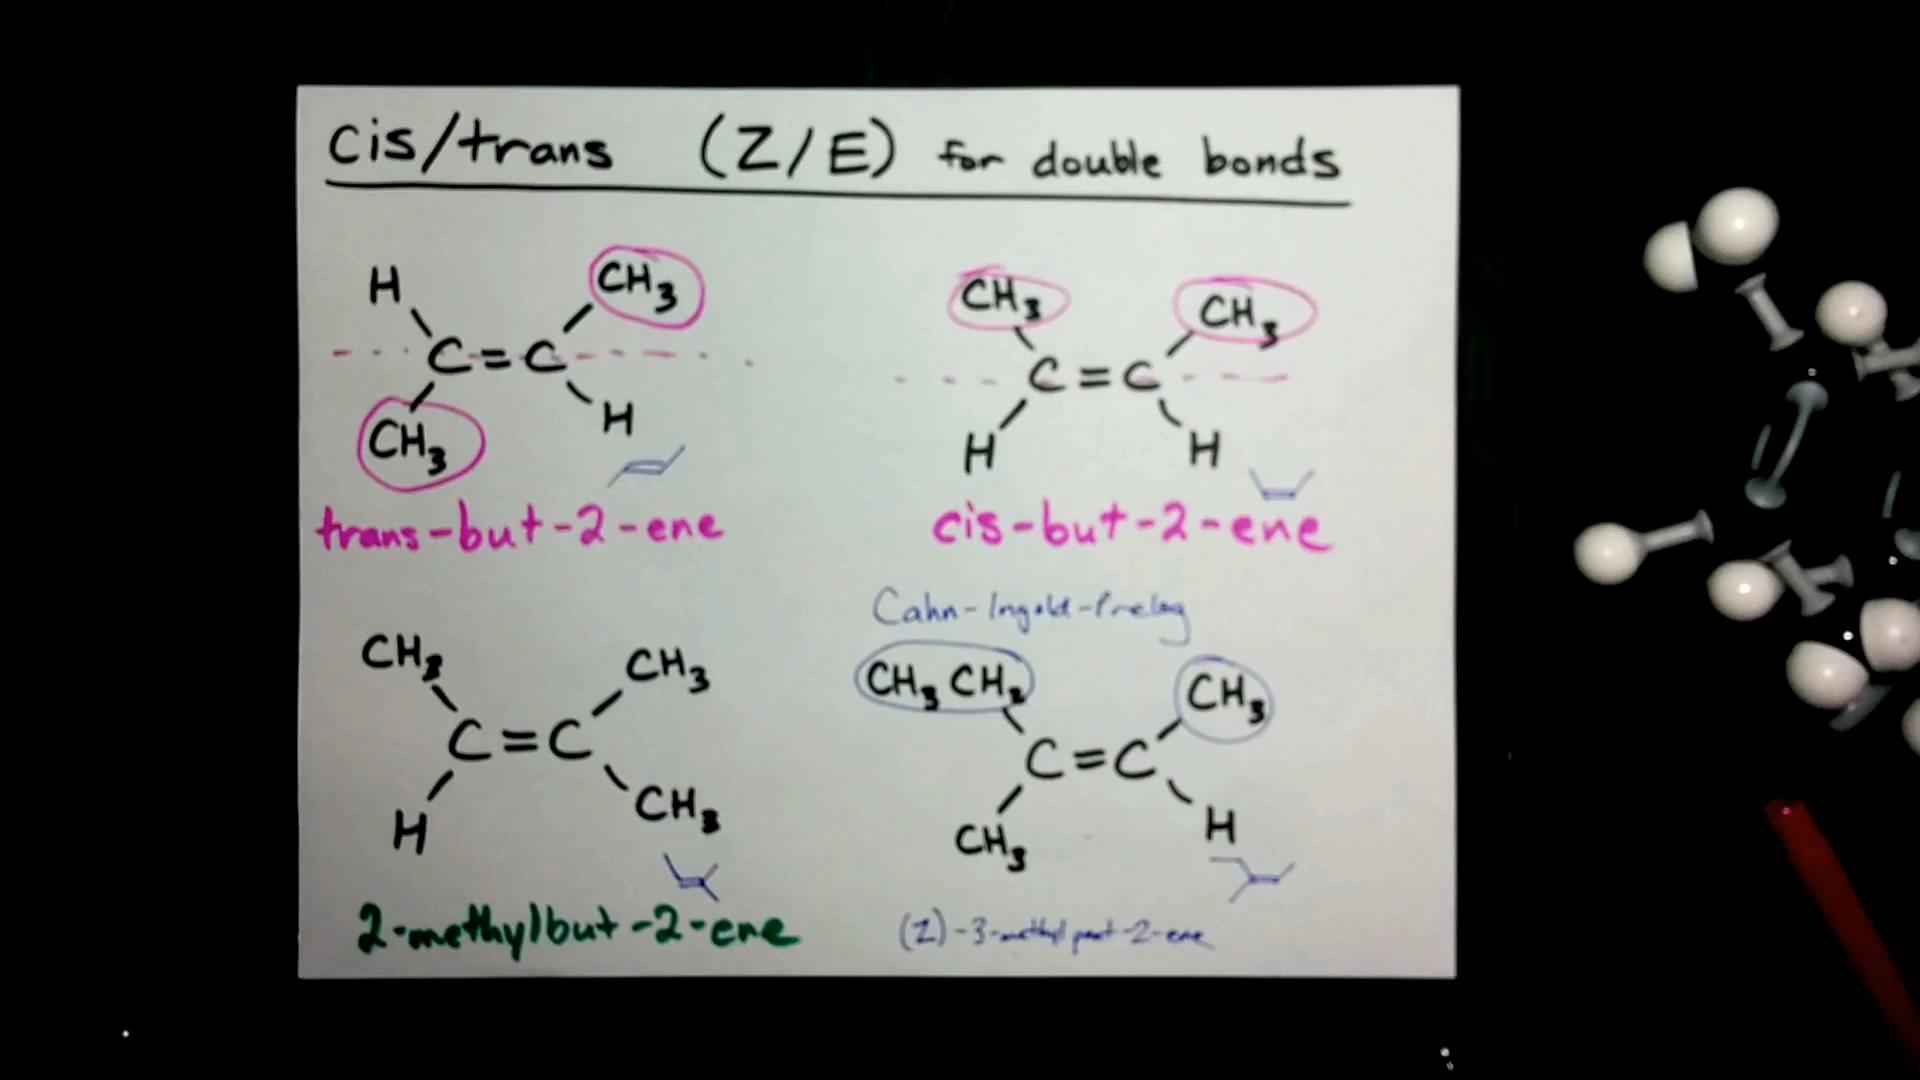 cis/trans (Z/E) for double bonds
H CH3
C=C
CH3 H
trans-but-2-ene
CH3 CH3
C=C
H H
cis-but-2-ene
CH3 CH3
C=C
H CH3
2-methylbut-2-ene
Cahn-Ingold-Prelog
CH3CH2 CH3
C=C
CH3 H
(Z)-3-methylpent-2-ene